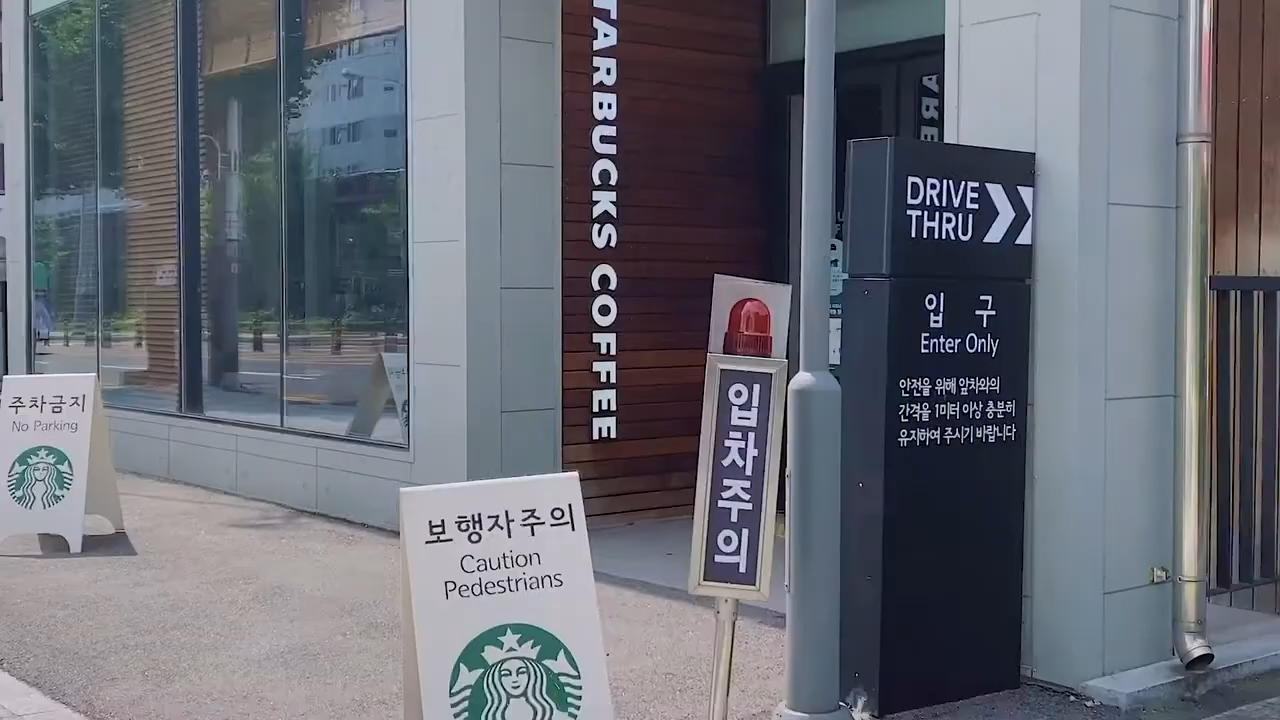 주차금지
No Parking
보행자주의
Caution
Pedestrians
TARBUCKS COFFEE
입차주의
DRIVE
THRU
입 구
Enter Only
안전을 위해 앞차와의
간격을 1미터 이상 충분히
유지하여 주시기 바랍니다